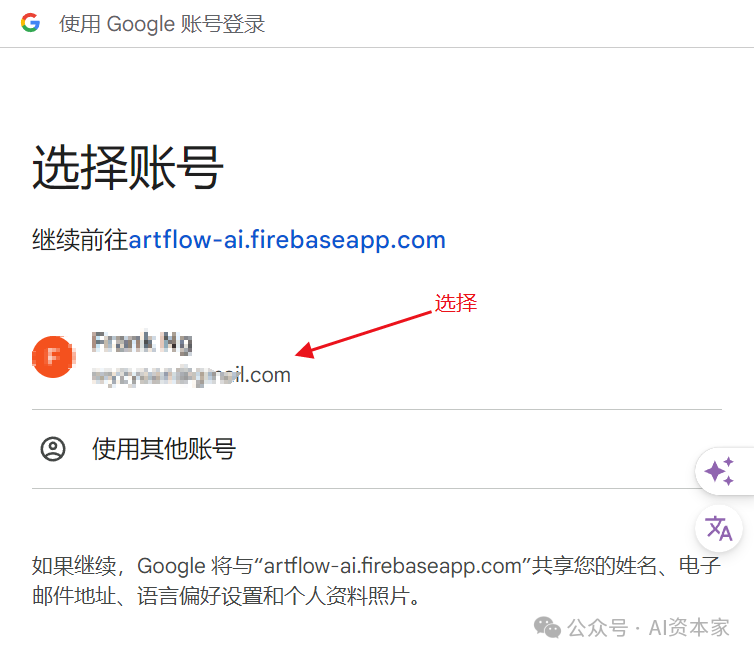 使用 Google 账号登录
选择账号
继续前往artflow-ai.firebaseapp.com
选择
F
.com
使用其他账号
如果继续，Google 将与“artflow-ai.firebaseapp.com”共享您的姓名、电子
邮件地址、语言偏好设置和个人资料照片。
公众号 · AI资本家